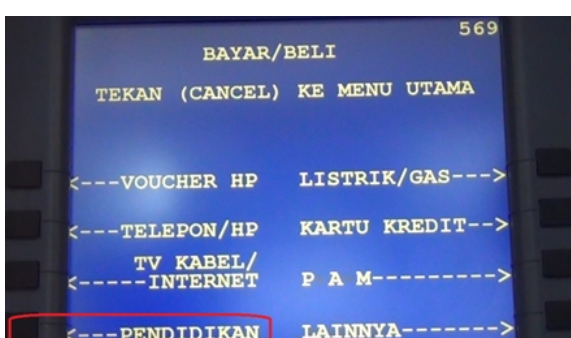 569
BAYAR/BELI
TEKAN (CANCEL) KE MENU UTAMA
<---VOUCHER HP LISTRIK/GAS--->
<---TELEPON/HP KARTU KREDIT-->
TV KABEL/
<-----INTERNET P A M-------->
<---PENDIDIKAN LAINNYA------->